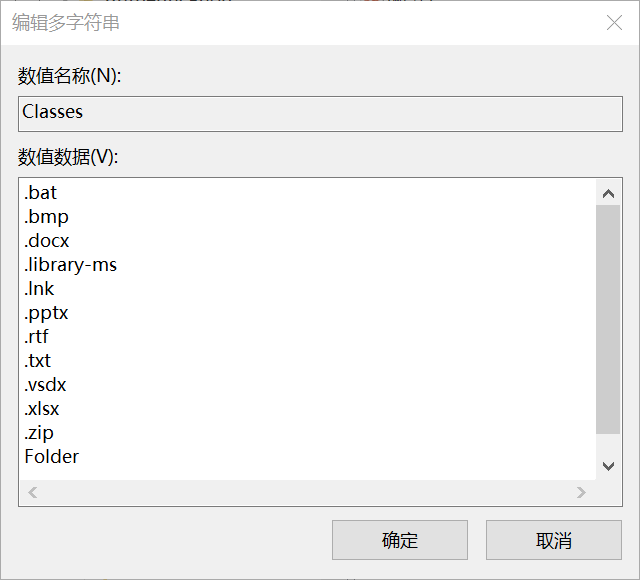 编辑多字符串
数值名称(N):
Classes
数值数据(V):
.bat
.bmp
.docx
.library-ms
.lnk
.pptx
.rtf
.txt
.vsdx
.xlsx
.zip
Folder
确定
取消